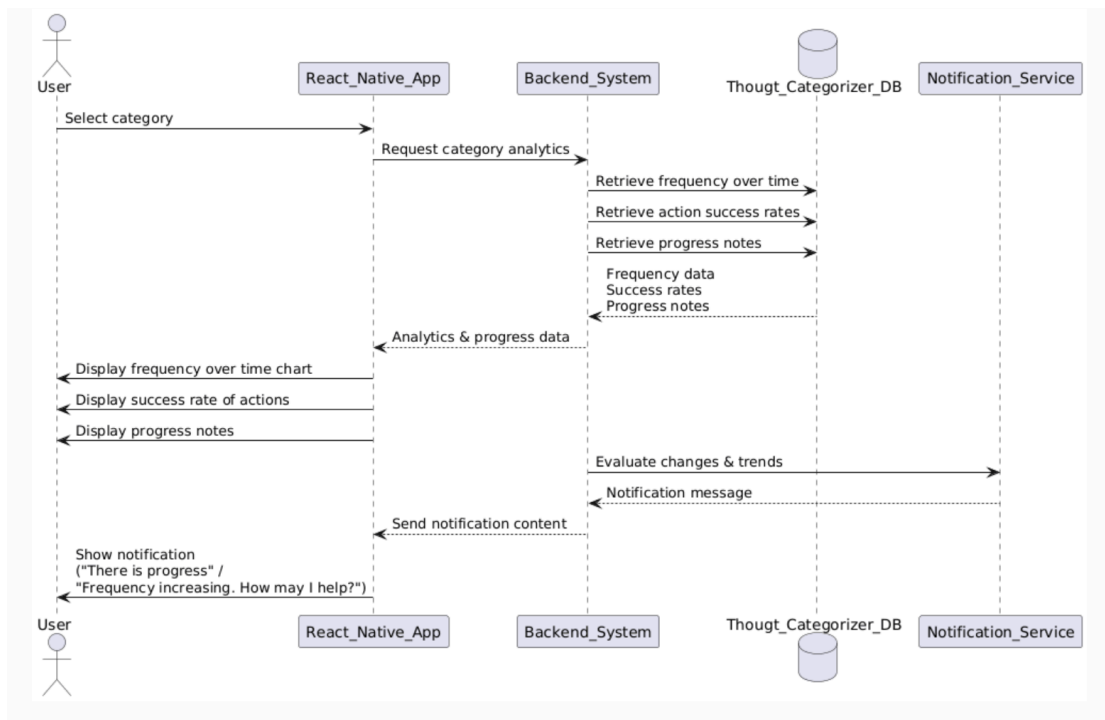 User
React_Native_App
Backend_System
Thougt_Categorizer_DB
Notification_Service
Select category
Request category analytics
Retrieve frequency over time
Retrieve action success rates
Retrieve progress notes
Frequency data
Success rates
Progress notes
Analytics & progress data
Display frequency over time chart
Display success rate of actions
Display progress notes
Evaluate changes & trends
Notification message
Send notification content
Show notification
("There is progress" /
"Frequency increasing. How may I help?")
User
React_Native_App
Backend_System
Thougt_Categorizer_DB
Notification_Service